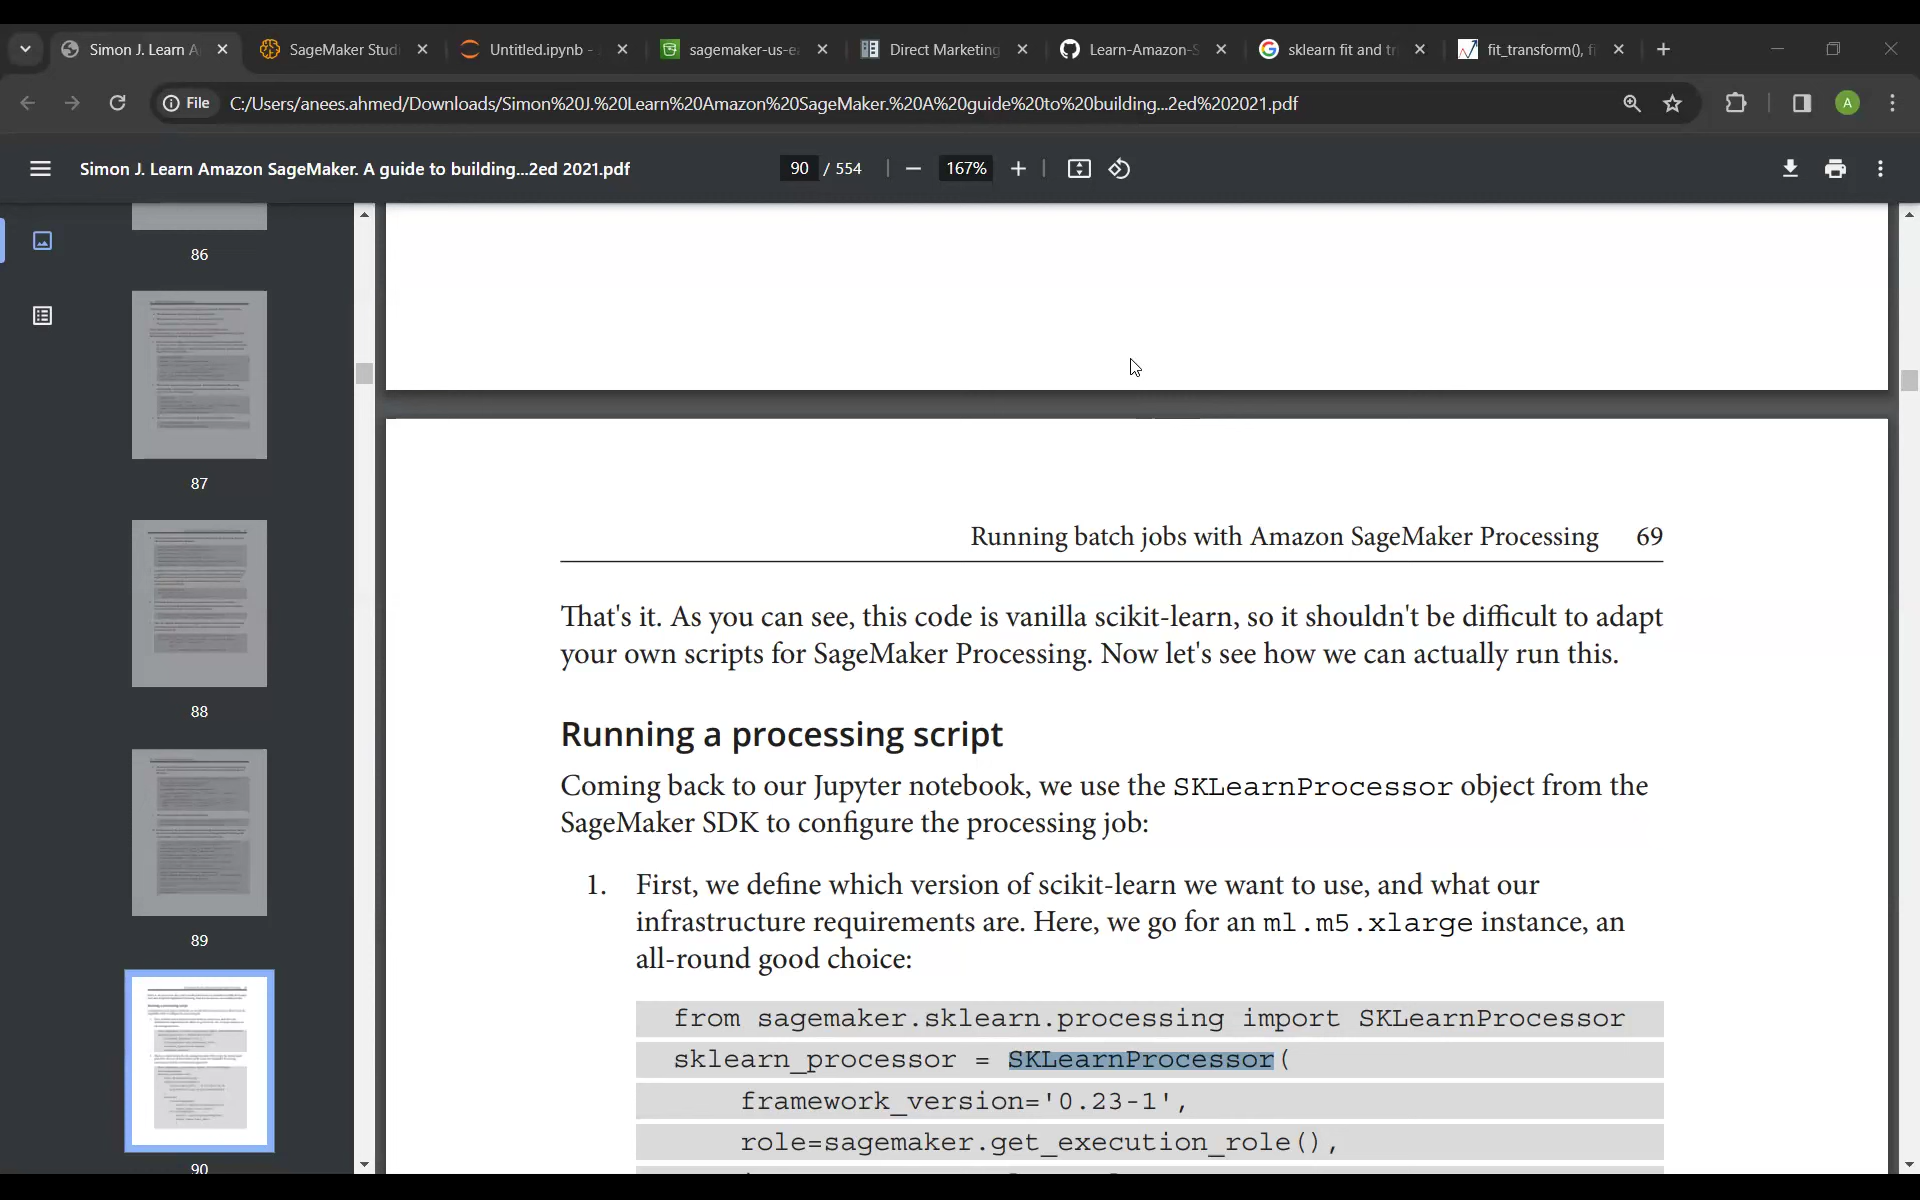 Simon J. Learn A
SageMaker Studi
Untitled.ipynb -
sagemaker-us-ea
Direct Marketing
Learn-Amazon-S
sklearn fit and tr
fit_transform(), fi
File
C:/Users/anees.ahmed/Downloads/Simon%20J.%20Learn%20Amazon%20SageMaker.%20A%20guide%20to%20building...2ed%202021.pdf
A
Simon J. Learn Amazon SageMaker. A guide to building...2ed 2021.pdf
90 / 554
167%
86
87
88
89
90
Running batch jobs with Amazon SageMaker Processing 69
That's it. As you can see, this code is vanilla scikit-learn, so it shouldn't be difficult to adapt
your own scripts for SageMaker Processing. Now let's see how we can actually run this.
Running a processing script
Coming back to our Jupyter notebook, we use the SKLearnProcessor object from the
SageMaker SDK to configure the processing job:
1. First, we define which version of scikit-learn we want to use, and what our
infrastructure requirements are. Here, we go for an ml.m5.xlarge instance, an
all-round good choice:
from sagemaker.sklearn.processing import SKLearnProcessor
sklearn_processor = SKLearnProcessor(
framework_version='0.23-1',
role=sagemaker.get_execution_role(),